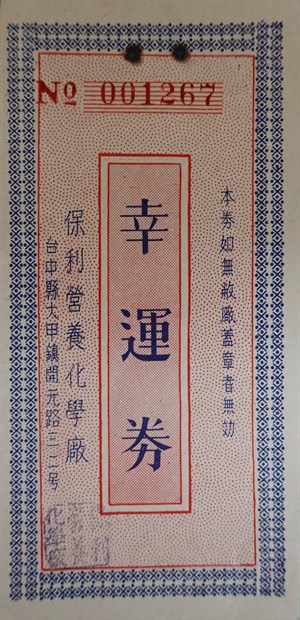 № 001267
本券如無敝廠蓋章者無効
幸運券
保利營養化學廠
台中縣大甲鎮開元路三二号